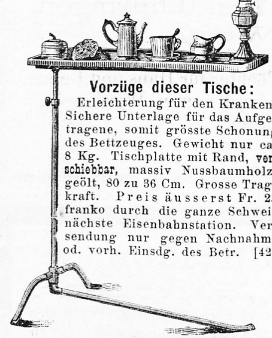 Vorzüge dieser Tische:
Erleichterung für den Kranken
Sichere Unterlage für das Aufge
tragene, somit grösste Schonung
des Bettzeuges. Gewicht nur ca
8 Kg. Tischplatte mit Rand, ver
schiebbar, massiv Nussbaumholz
geölt, 80 zu 36 Cm. Grosse Trag
kraft. Preis äusserst Fr. 2
franko durch die ganze Schwei
nächste Eisenbahnstation. Ver
sendung nur gegen Nachnahm
od. vorh. Einsdg. des Betr. [42